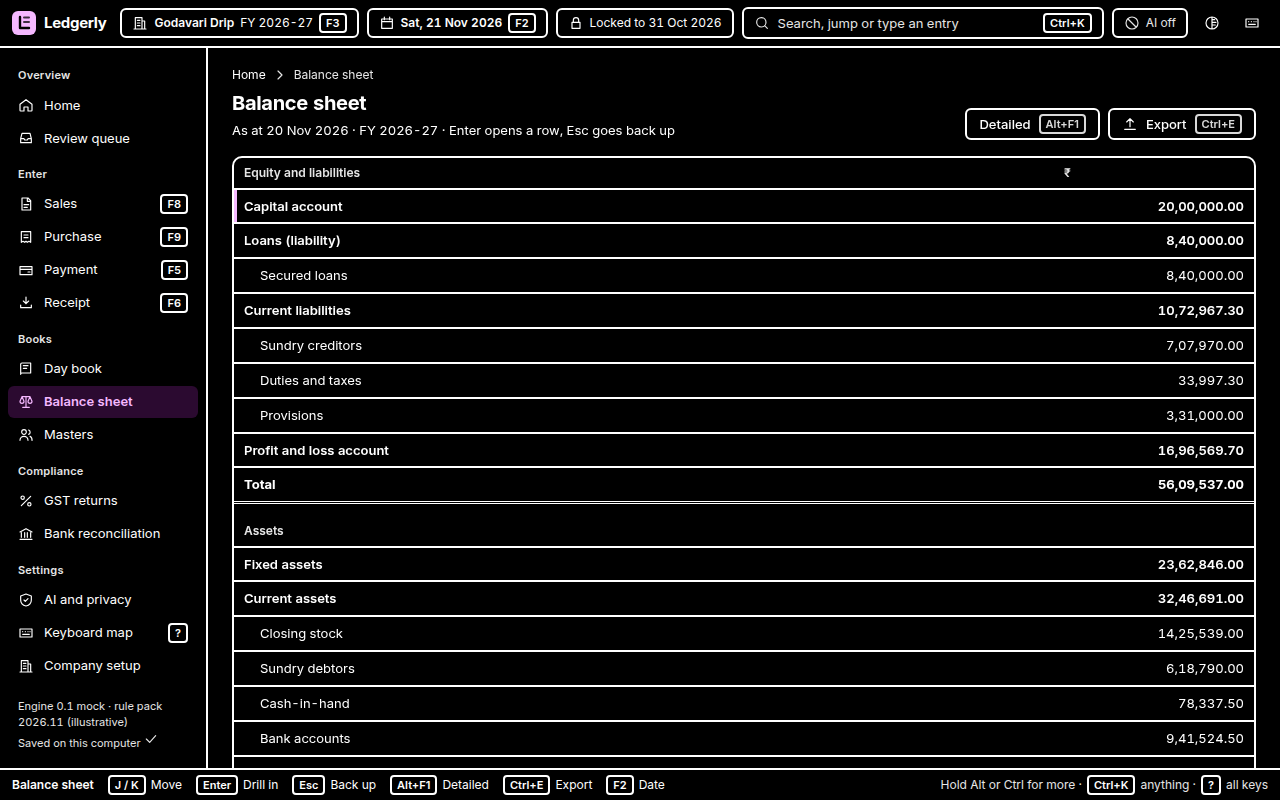 Ledgerly
Godavari Drip FY 2026-27 F3
Sat, 21 Nov 2026 F2
Locked to 31 Oct 2026
Search, jump or type an entry Ctrl+K
AI off
Overview
Home
Review queue
Enter
Sales F8
Purchase F9
Payment F5
Receipt F6
Books
Day book
Balance sheet
Masters
Compliance
GST returns
Bank reconciliation
Settings
AI and privacy
Keyboard map ?
Company setup
Engine 0.1 mock · rule pack
2026.11 (illustrative)
Saved on this computer
Home > Balance sheet
Balance sheet
As at 20 Nov 2026 · FY 2026-27 · Enter opens a row, Esc goes back up
Detailed Alt+F1
Export Ctrl+E
Equity and liabilities ₹
Capital account 20,00,000.00
Loans (liability) 8,40,000.00
Secured loans 8,40,000.00
Current liabilities 10,72,967.30
Sundry creditors 7,07,970.00
Duties and taxes 33,997.30
Provisions 3,31,000.00
Profit and loss account 16,96,569.70
Total 56,09,537.00
Assets
Fixed assets 23,62,846.00
Current assets 32,46,691.00
Closing stock 14,25,539.00
Sundry debtors 6,18,790.00
Cash-in-hand 78,337.50
Bank accounts 9,41,524.50
Balance sheet J / K Move Enter Drill in Esc Back up Alt+F1 Detailed Ctrl+E Export F2 Date
Hold Alt or Ctrl for more · Ctrl+K anything · ? all keys